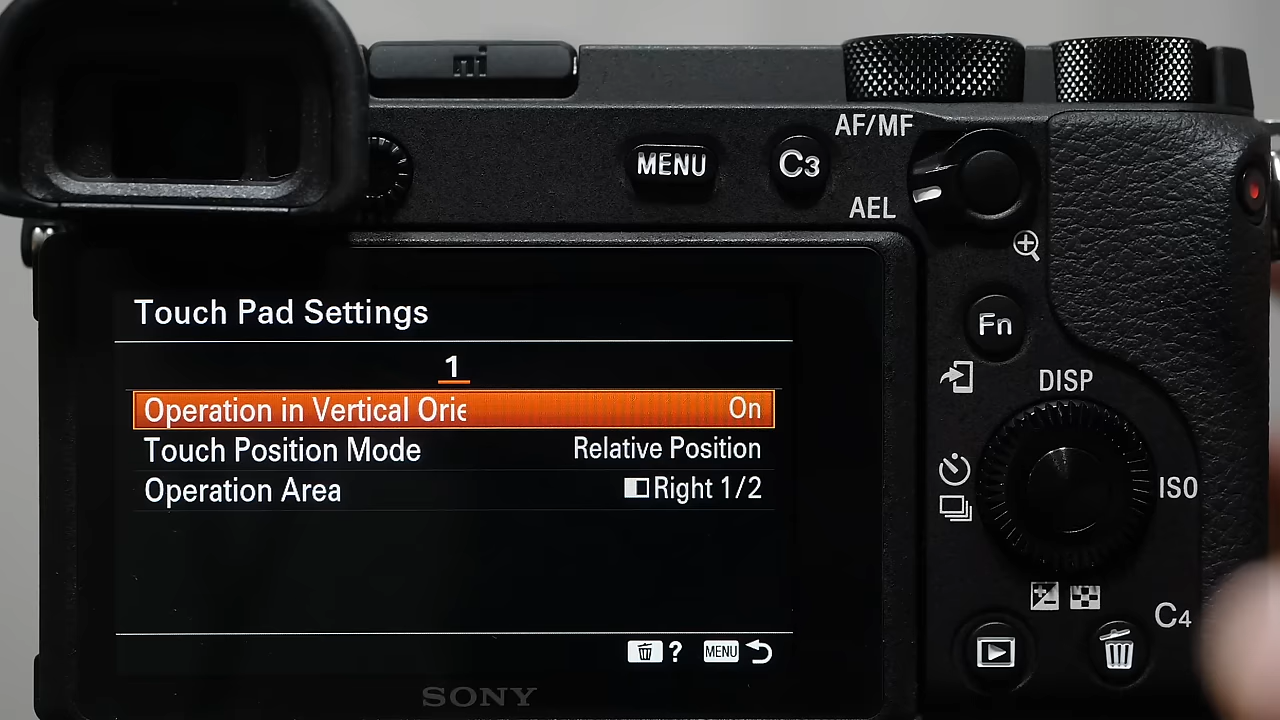 MENU
C3
AF/MF
AEL
Fn
Touch Pad Settings
1
Operation in Vertical Orie On
Touch Position Mode Relative Position
Operation Area Right 1/2
? MENU
DISP
ISO
C4
SONY